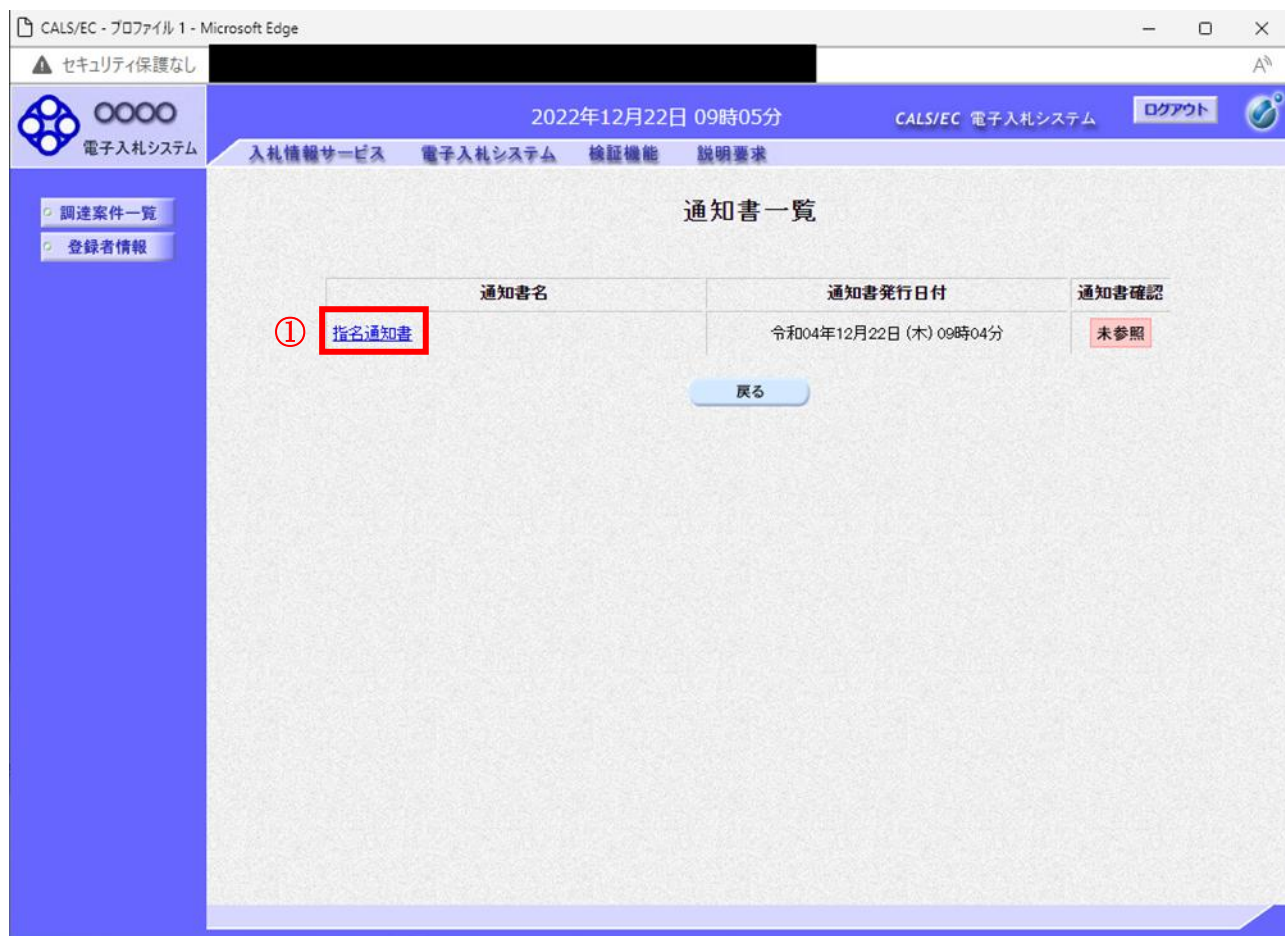 CALS/EC - プロファイル 1 - Microsoft Edge
セキュリティ保護なし
〇〇〇〇
電子入札システム
2022年12月22日 09時05分
CALS/EC 電子入札システム
ログアウト
入札情報サービス 電子入札システム 検証機能 説明要求
調達案件一覧
登録者情報
通知書一覧
通知書名 通知書発行日付 通知書確認
① 指名通知書 令和04年12月22日 (木) 09時04分 未参照
戻る